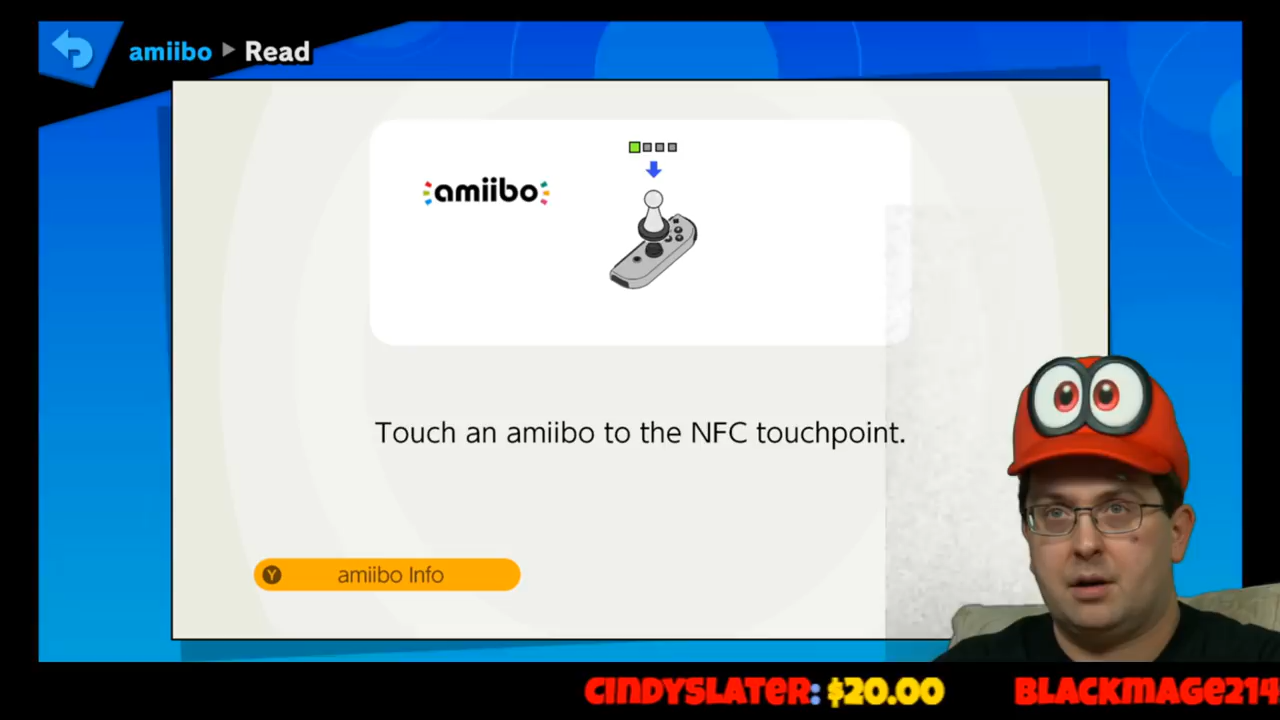 amiibo ▶ Read
amiibo
Touch an amiibo to the NFC touchpoint.
Y amiibo Info
CINDYSLATER: $20.00 BLACKMAGE214